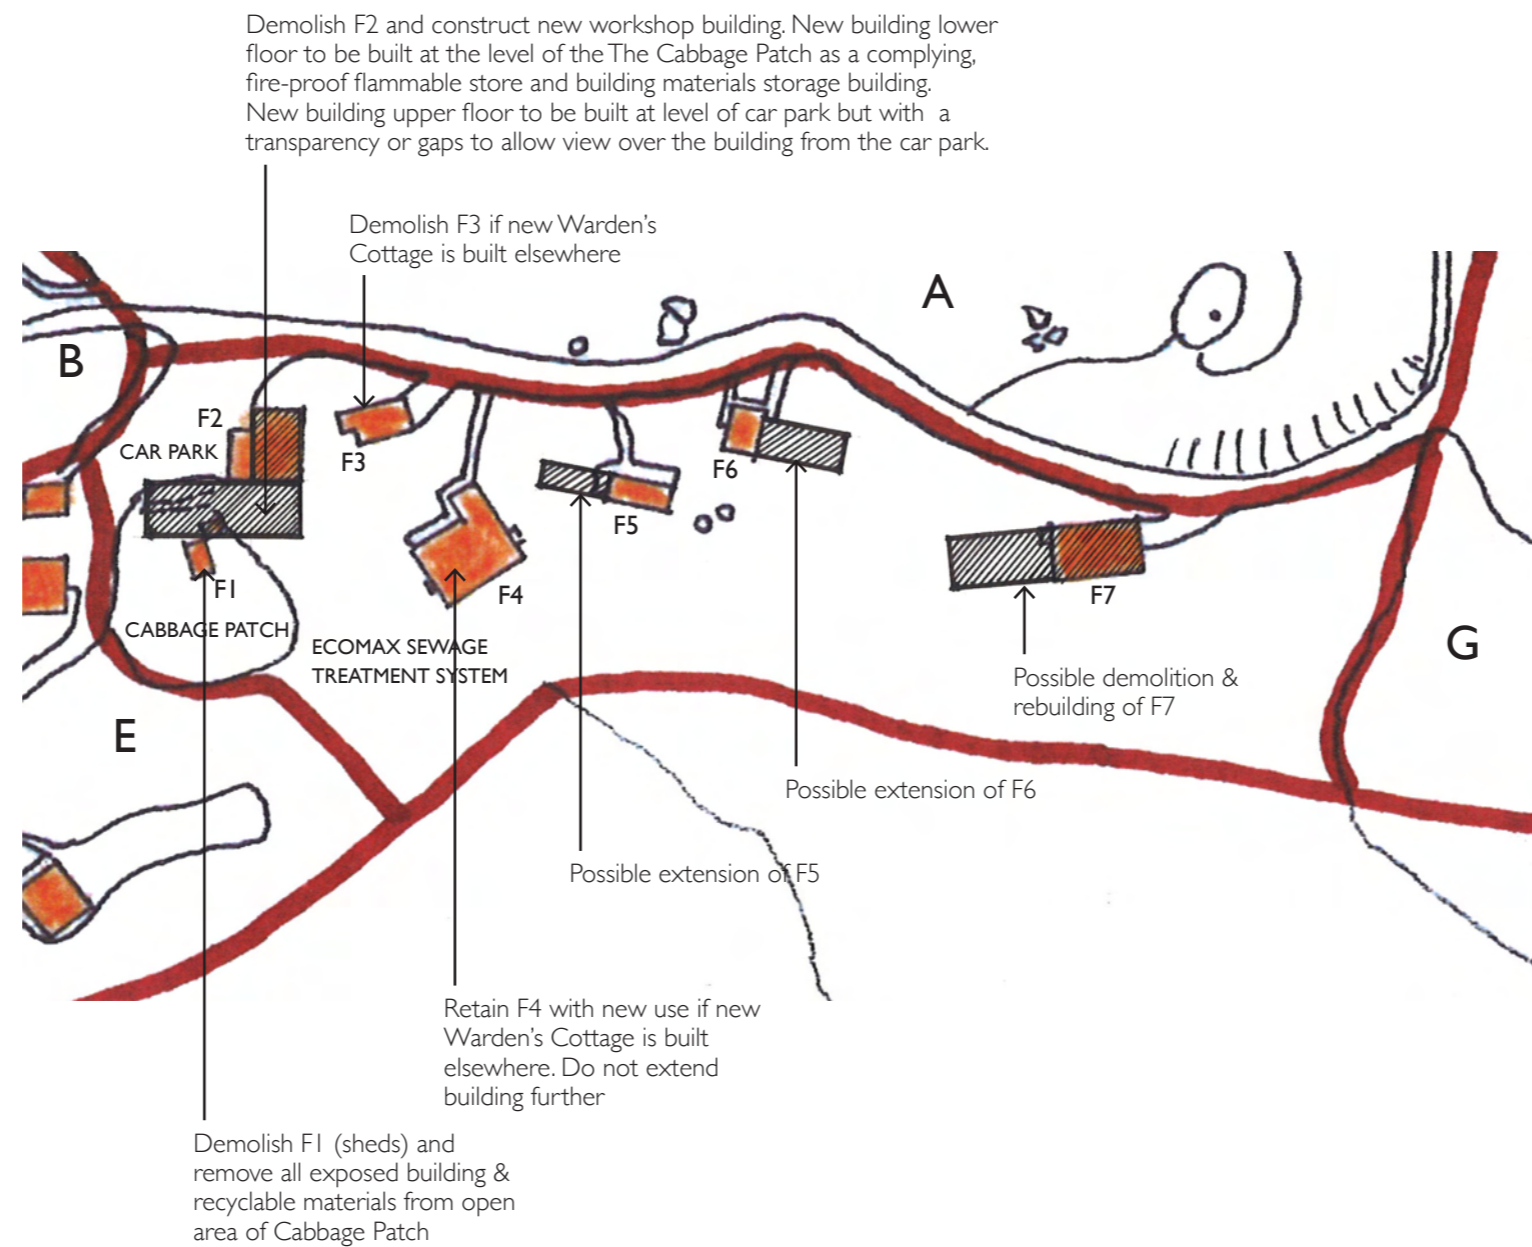 Demolish F2 and construct new workshop building. New building lower
floor to be built at the level of the The Cabbage Patch as a complying,
fire-proof flammable store and building materials storage building.
New building upper floor to be built at level of car park but with a
transparency or gaps to allow view over the building from the car park.
Demolish F3 if new Warden's
Cottage is built elsewhere
A
B
F2
CAR PARK
F3
F6
F5
F1
F4
F7
CABBAGE PATCH
ECOMAX SEWAGE
TREATMENT SYSTEM
G
E
Possible demolition &
rebuilding of F7
Possible extension of F6
Possible extension of F5
Retain F4 with new use if new
Warden's Cottage is built
elsewhere. Do not extend
building further
Demolish F1 (sheds) and
remove all exposed building &
recyclable materials from open
area of Cabbage Patch